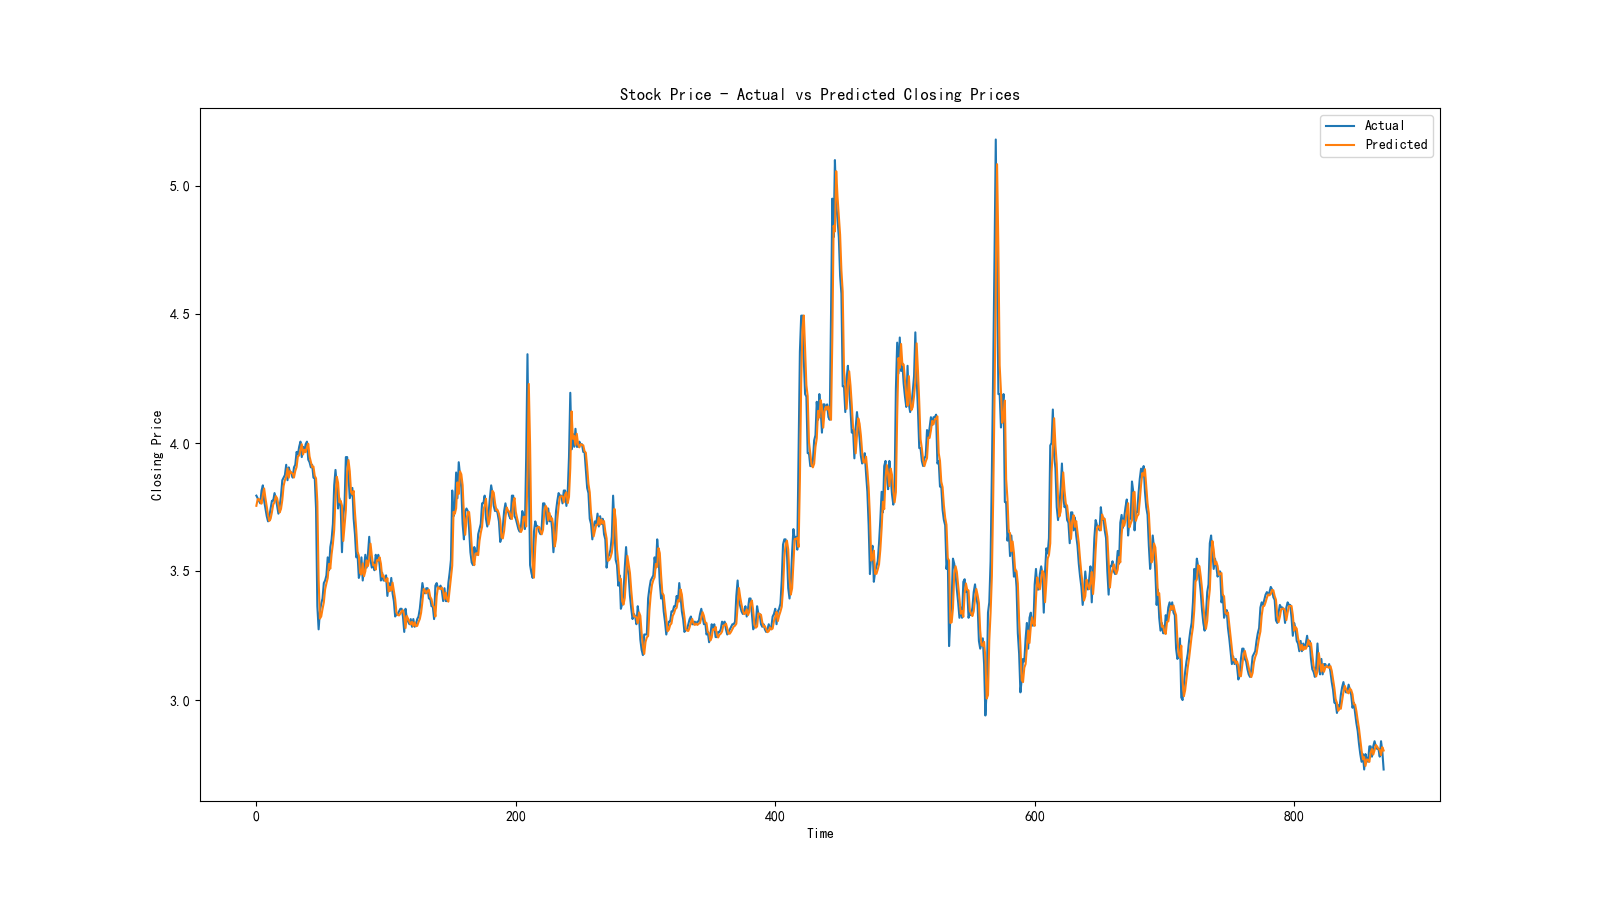 Stock Price - Actual vs Predicted Closing Prices
Actual
Predicted
5.0
4.5
4.0
3.5
3.0
Closing Price
0 200 400 600 800
Time